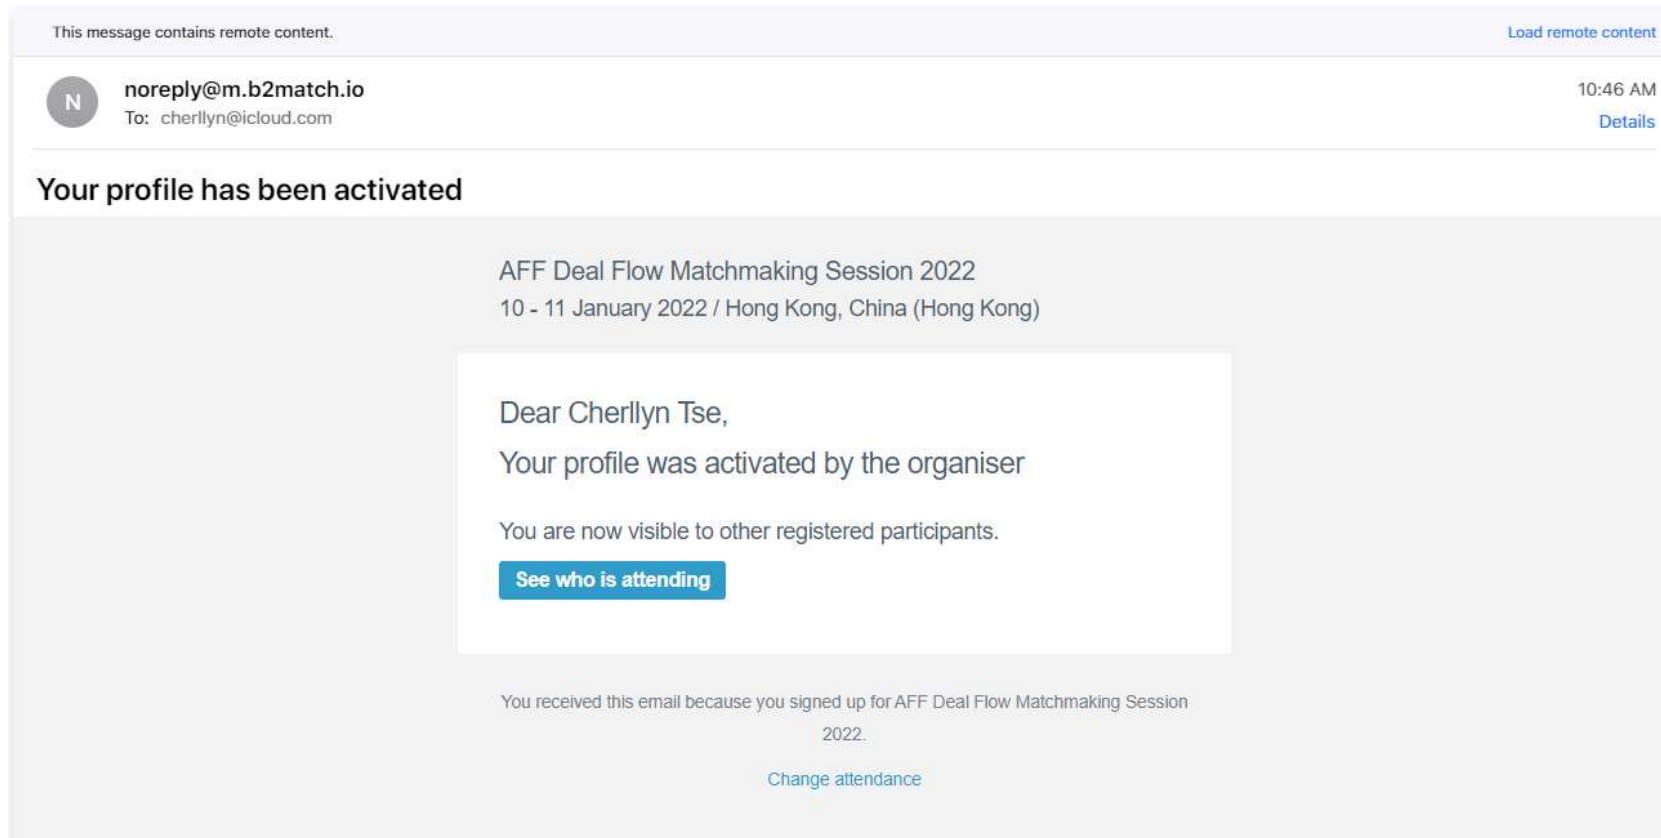 This message contains remote content.
Load remote content
N
noreply@m.b2match.io
10:46 AM
To: cherllyn@icloud.com
Details
Your profile has been activated
AFF Deal Flow Matchmaking Session 2022
10 - 11 January 2022 / Hong Kong, China (Hong Kong)
Dear Cherllyn Tse,
Your profile was activated by the organiser
You are now visible to other registered participants.
See who is attending
You received this email because you signed up for AFF Deal Flow Matchmaking Session
2022.
Change attendance